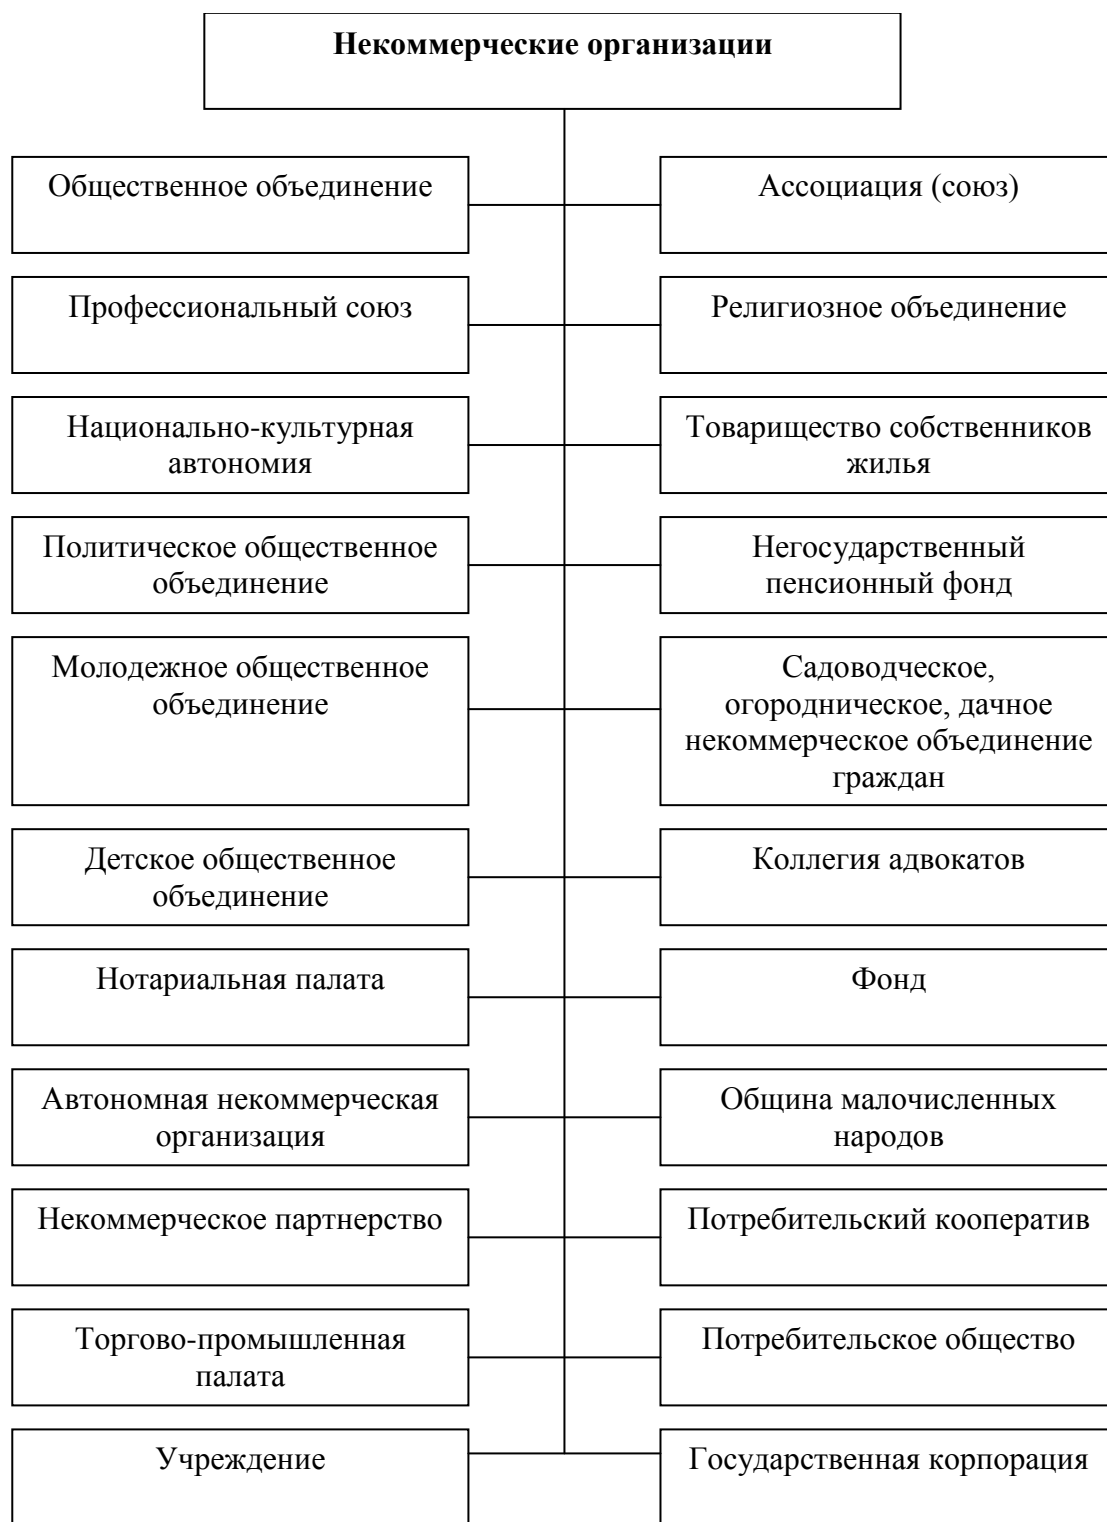 Некоммерческие организации
Общественное объединение
Ассоциация (союз)
Профессиональный союз
Религиозное объединение
Национально-культурная
автономия
Товарищество собственников
жилья
Политическое общественное
объединение
Негосударственный
пенсионный фонд
Молодежное общественное
объединение
Садоводческое,
огородническое, дачное
некоммерческое объединение
граждан
Детское общественное
объединение
Коллегия адвокатов
Нотариальная палата
Фонд
Автономная некоммерческая
организация
Община малочисленных
народов
Некоммерческое партнерство
Потребительский кооператив
Торгово-промышленная
палата
Потребительское общество
Учреждение
Государственная корпорация